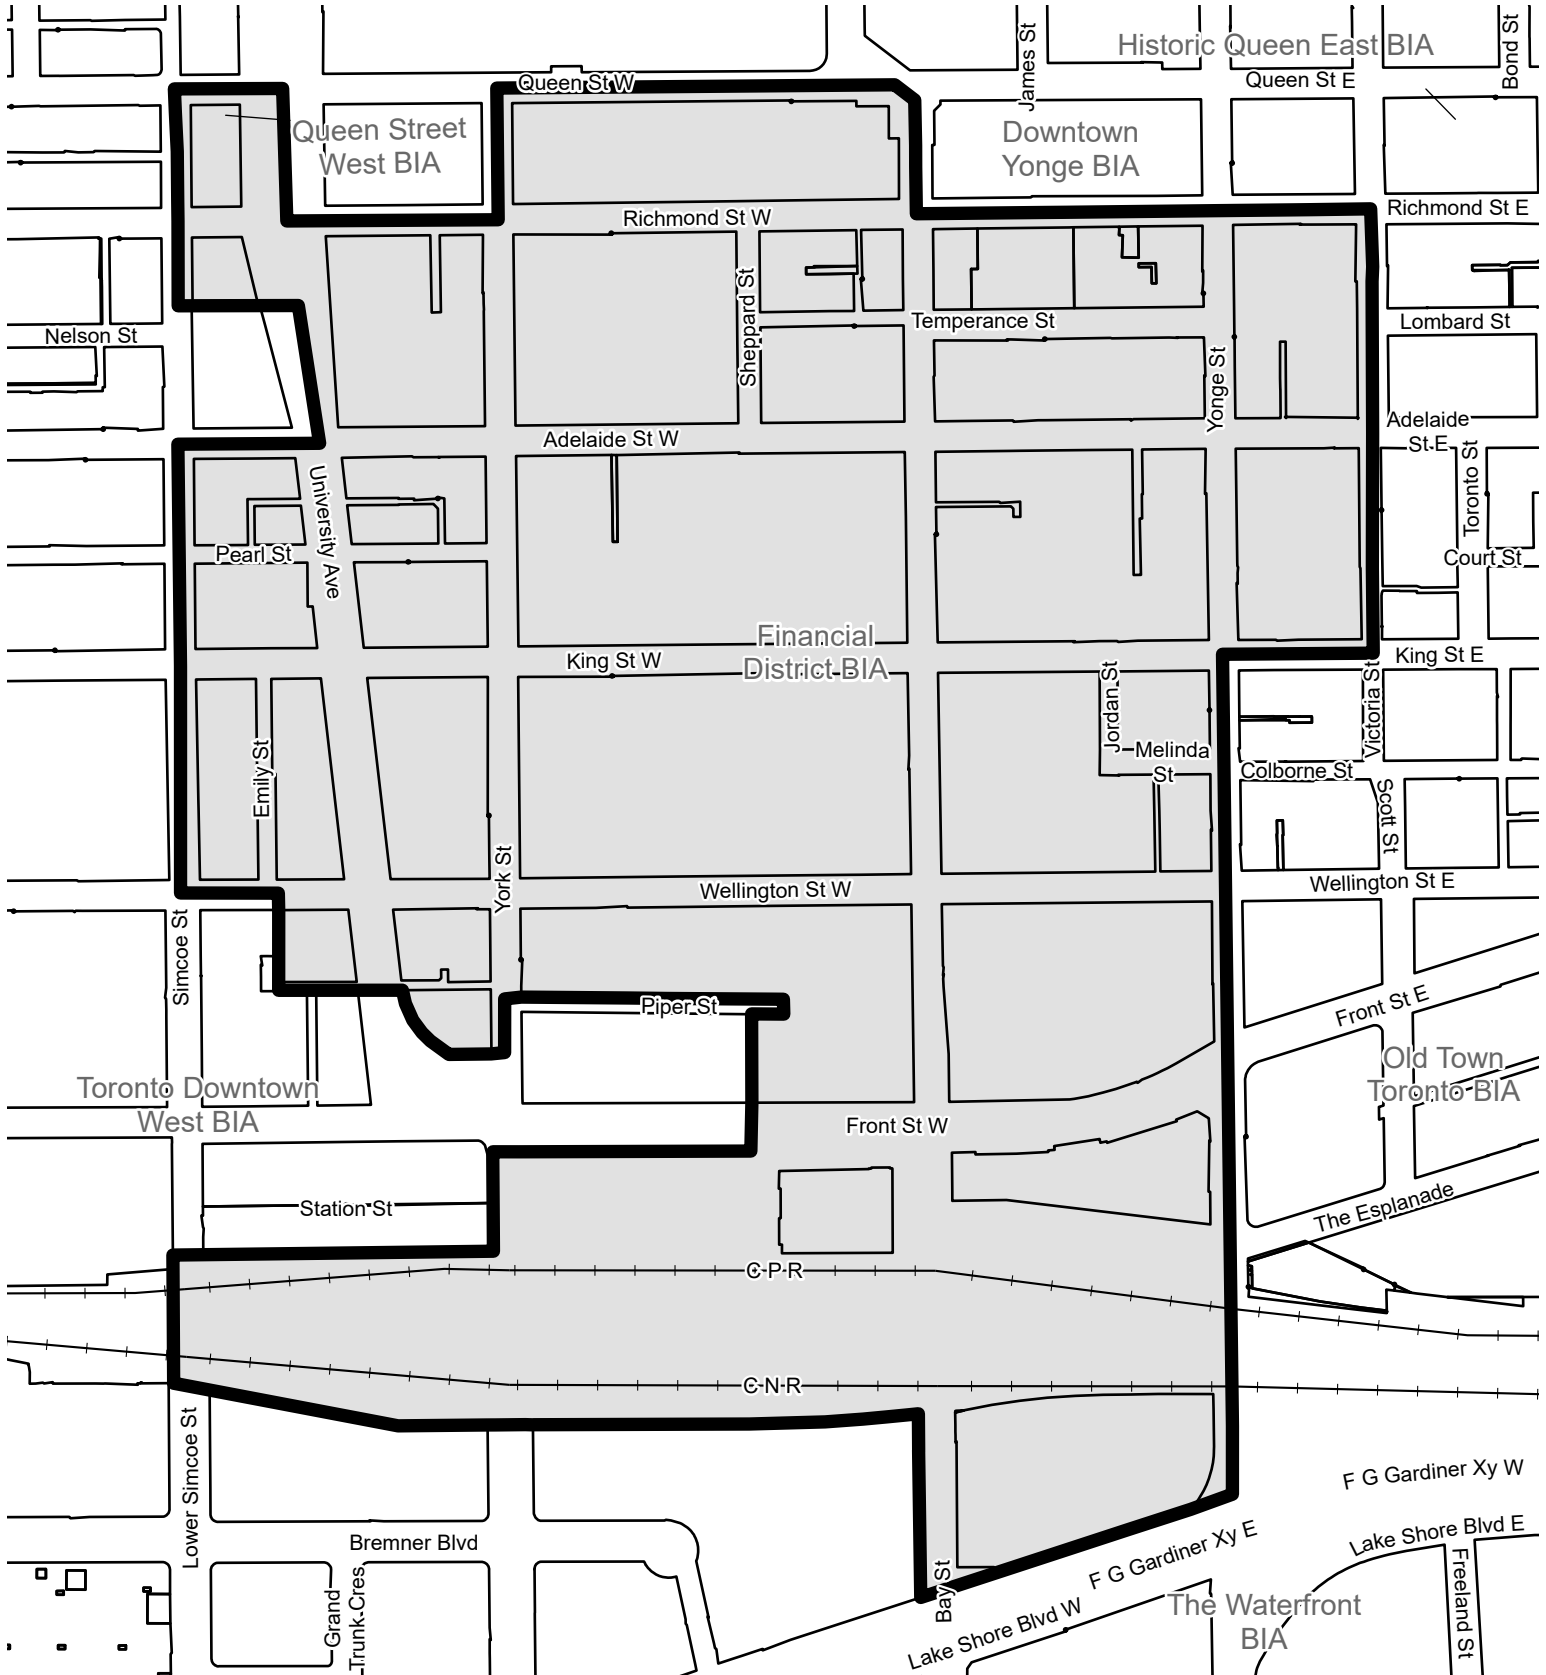 Historic Queen East BIA
James St
Bond St
Queen St W
Queen St E
Queen Street
West BIA
Downtown
Yonge BIA
Richmond St W
Richmond St E
Sheppard St
Temperance St
Lombard St
Nelson St
Yonge St
Adelaide St W
Adelaide
St E
Toronto St
University Ave
Pearl St
Court St
Financial
District BIA
King St W
King St E
Jordan St
Victoria St
Emily St
Melinda
St
Colborne St
Scott St
York St
Wellington St W
Wellington St E
Simcoe St
Piper St
Front St E
Toronto Downtown
West BIA
Old Town
Toronto BIA
Front St W
Station St
The Esplanade
C P R
C N R
Lower Simcoe St
F G Gardiner Xy W
Bremner Blvd
F G Gardiner Xy E
Lake Shore Blvd E
Grand
Trunk Cres
Bay St
Freeland St
The Waterfront
BIA
Lake Shore Blvd W